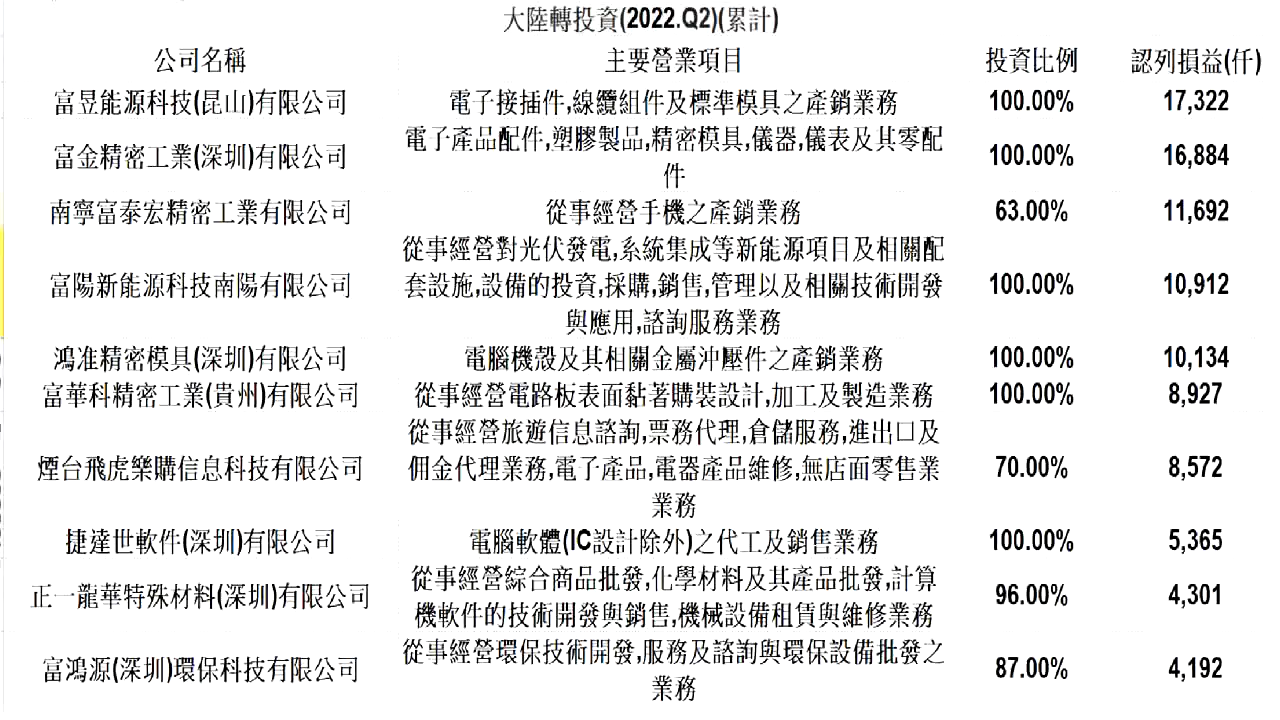 大陸轉投資(2022.Q2)(累計)
公司名稱 主要營業項目 投資比例 認列損益(仟)
富昱能源科技(昆山)有限公司 電子接插件,線纜組件及標準模具之產銷業務 100.00% 17,322
富金精密工業(深圳)有限公司 電子產品配件,塑膠製品,精密模具,儀器,儀表及其零配
件 100.00% 16,884
南寧富泰宏精密工業有限公司 從事經營手機之產銷業務 63.00% 11,692
從事經營對光伏發電,系統集成等新能源項目及相關配
富陽新能源科技南陽有限公司 套設施,設備的投資,採購,銷售,管理以及相關技術開發 100.00% 10,912
與應用,諮詢服務業務
鴻准精密模具(深圳)有限公司 電腦機殼及其相關金屬沖壓件之產銷業務 100.00% 10,134
富華科精密工業(貴州)有限公司 從事經營電路板表面黏著購裝設計,加工及製造業務 100.00% 8,927
從事經營旅遊信息諮詢,票務代理,倉儲服務,進出口及
煙台飛虎樂購信息科技有限公司 佣金代理業務,電子產品,電器產品維修,無店面零售業 70.00% 8,572
業務
捷達世軟件(深圳)有限公司 電腦軟體(IC設計除外)之代工及銷售業務 100.00% 5,365
正一龍華特殊材料(深圳)有限公司 從事經營綜合商品批發,化學材料及其產品批發,計算
機軟件的技術開發與銷售,機械設備租賃與維修業務 96.00% 4,301
富鴻源(深圳)環保科技有限公司 從事經營環保技術開發,服務及諮詢與環保設備批發之
業務 87.00% 4,192